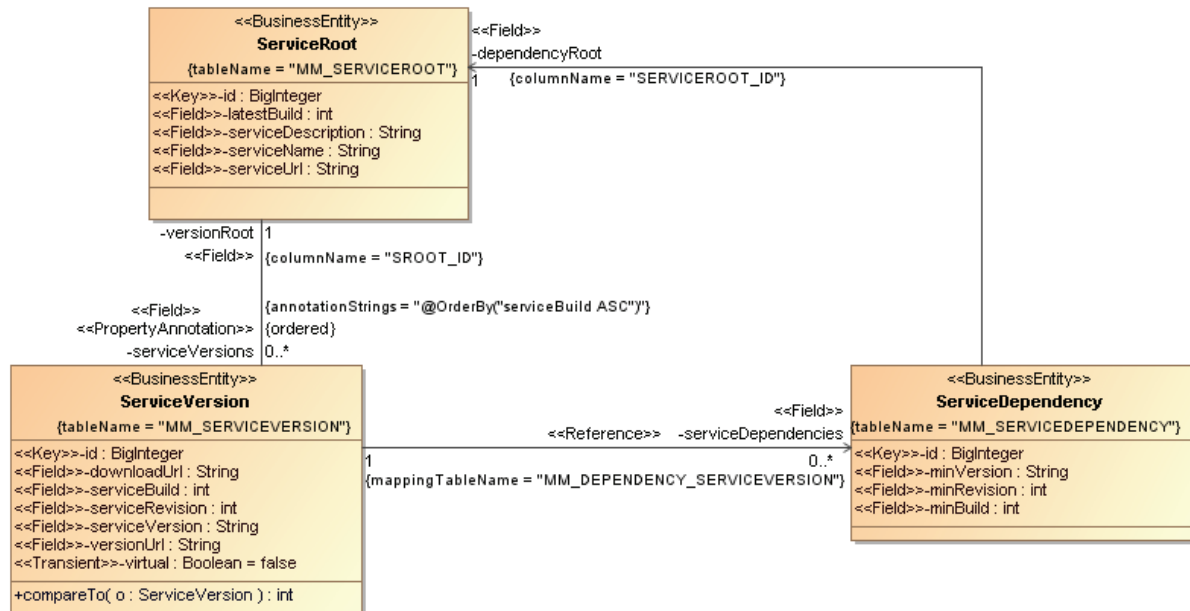 <<BusinessEntity>>
ServiceRoot
{tableName = "MM_SERVICEROOT"}
<<Key>>-id : BigInteger
<<Field>>-latestBuild : int
<<Field>>-serviceDescription : String
<<Field>>-serviceName : String
<<Field>>-serviceUrl : String
<<Field>>
-dependencyRoot
1
{columnName = "SERVICEROOT_ID"}
-versionRoot
1
<<Field>>
{columnName = "SROOT_ID"}
<<Field>>
{annotationStrings = "@OrderBy("serviceBuild ASC")"}
<<PropertyAnnotation>>
{ordered}
-serviceVersions
0..*
<<BusinessEntity>>
ServiceVersion
{tableName = "MM_SERVICEVERSION"}
<<Key>>-id : BigInteger
<<Field>>-downloadUrl : String
<<Field>>-serviceBuild : int
<<Field>>-serviceRevision : int
<<Field>>-serviceVersion : String
<<Field>>-versionUrl : String
<<Transient>>-virtual : Boolean = false
+compareTo( o : ServiceVersion ) : int
<<Field>>
<<Reference>>
-serviceDependencies
1
0..*
{mappingTableName = "MM_DEPENDENCY_SERVICEVERSION"}
<<BusinessEntity>>
ServiceDependency
{tableName = "MM_SERVICEDEPENDENCY"}
<<Key>>-id : BigInteger
<<Field>>-minVersion : String
<<Field>>-minRevision : int
<<Field>>-minBuild : int